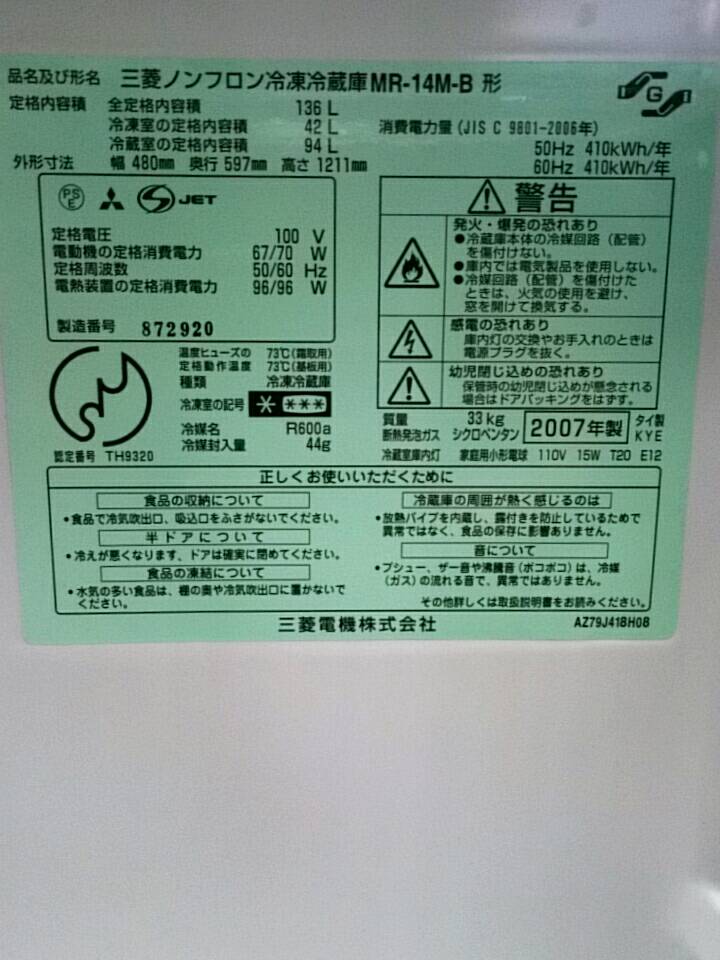 品名及び形名 三菱ノンフロン冷凍冷蔵庫 MR-14M-B 形
定格内容積 全定格内容積 136 L
冷凍室の定格内容積 42 L
冷蔵室の定格内容積 94 L
外形寸法 幅 480mm 奥行 597mm 高さ 1211mm
G
消費電力量 (JIS C 9801-2006年)
50Hz 410kWh/年
60Hz 410kWh/年
PS E JET
定格電圧 100 V
電動機の定格消費電力 67/70 W
定格周波数 50/60 Hz
電熱装置の定格消費電力 96/96 W
製造番号 872920
警告
発火・爆発の恐れあり
●冷蔵庫本体の冷媒回路(配管)
を傷付けない。
●庫内では電気製品を使用しない。
●冷媒回路(配管)を傷付けた
ときは、火気の使用を避け、
窓を開けて換気する。
感電の恐れあり
庫内灯の交換やお手入れのときは
電源プラグを抜く。
幼児閉じ込めの恐れあり
保管時の幼児閉じ込めが懸念される
場合はドアパッキングをはずす。
認定番号 TH9320
温度ヒューズの 73℃(霜取用)
定格動作温度 73℃(基板用)
種類 冷凍冷蔵庫
冷凍室の記号
冷媒名 R600a
冷媒封入量 44g
質量 33kg
断熱発泡ガス シクロペンタン
2007年製
タイ製
KYE
冷蔵室庫内灯 家庭用小形電球 110V 15W T20 E12
正しくお使いいただくために
食品の収納について
・食品で冷気吹出口、吸込口をふさがないでください。
半ドアについて
・冷えが悪くなります、ドアは確実に閉めてください。
食品の凍結について
・水気の多い食品は、棚の奥や冷気吹出口に置かないで
ください。
冷蔵庫の周囲が熱く感じるのは
・放熱パイプを内蔵し、露付きを防止しているためで
異常ではなく、食品の保存に影響ありません。
音について
・プシュー、ザー音や沸騰音(ポコポコ)は、冷媒
(ガス)の流れる音で、異常ではありません。
その他詳しくは取扱説明書をお読みください。
三菱電機株式会社
AZ79J418H08